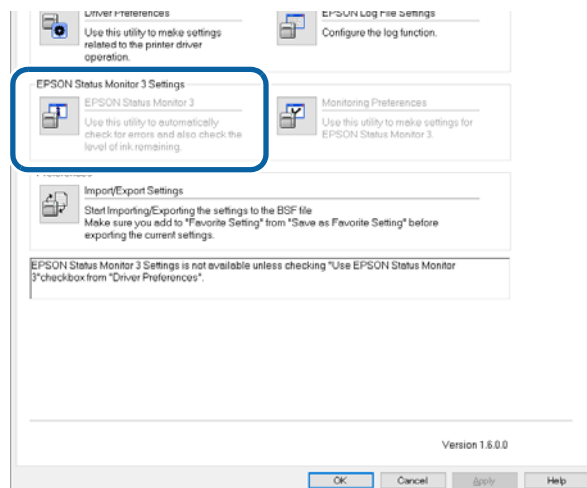 Driver Preferences
Use this utility to make settings
related to the printer driver
operation.
EPSON Log File Settings
Configure the log function.
EPSON Status Monitor 3 Settings
EPSON Status Monitor 3
Use this utility to automatically
check for errors and also check the
level of ink remaining.
Monitoring Preferences
Use this utility to make settings for
EPSON Status Monitor 3.
Preferences
Import/Export Settings
Start Importing/Exporting the settings to the BSF file
Make sure you add to "Favorite Setting" from "Save as Favorite Setting" before
exporting the current settings.
EPSON Status Monitor 3 Settings is not available unless checking "Use EPSON Status Monitor
3"checkbox from "Driver Preferences".
Version 1.6.0.0
OK
Cancel
Apply
Help